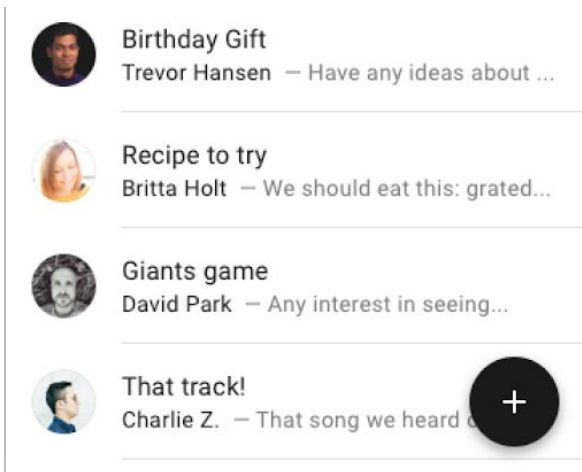 Birthday Gift
Trevor Hansen — Have any ideas about ...
Recipe to try
Britta Holt — We should eat this: grated...
Giants game
David Park — Any interest in seeing...
That track!
Charlie Z. — That song we heard
+